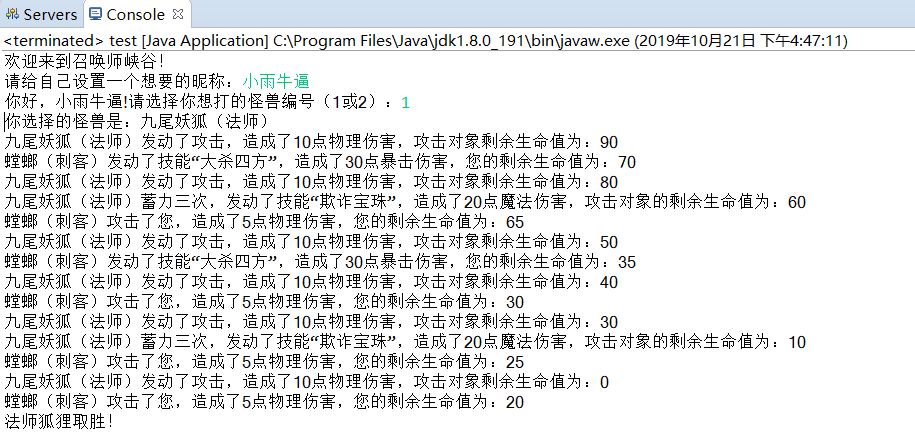 Servers Console
<terminated> test [Java Application] C:\Program Files\Java\jdk1.8.0_191\bin\javaw.exe (2019年10月21日 下午4:47:11)
欢迎来到召唤师峡谷!
请给自己设置一个想要的昵称：小雨牛逼
你好，小雨牛逼!请选择你想打的怪兽编号（1或2）：1
你选择的怪兽是：九尾妖狐（法师）
九尾妖狐（法师）发动了攻击，造成了10点物理伤害，攻击对象剩余生命值为：90
螳螂（刺客）发动了技能“大杀四方”，造成了30点暴击伤害，您的剩余生命值为：70
九尾妖狐（法师）发动了攻击，造成了10点物理伤害，攻击对象剩余生命值为：80
九尾妖狐（法师）蓄力三次，发动了技能“欺诈宝珠”，造成了20点魔法伤害，攻击对象的剩余生命值为：60
螳螂（刺客）攻击了您，造成了5点物理伤害，您的剩余生命值为：65
九尾妖狐（法师）发动了攻击，造成了10点物理伤害，攻击对象剩余生命值为：50
螳螂（刺客）发动了技能“大杀四方”，造成了30点暴击伤害，您的剩余生命值为：35
九尾妖狐（法师）发动了攻击，造成了10点物理伤害，攻击对象剩余生命值为：40
螳螂（刺客）攻击了您，造成了5点物理伤害，您的剩余生命值为：30
九尾妖狐（法师）发动了攻击，造成了10点物理伤害，攻击对象剩余生命值为：30
九尾妖狐（法师）蓄力三次，发动了技能“欺诈宝珠”，造成了20点魔法伤害，攻击对象的剩余生命值为：10
螳螂（刺客）攻击了您，造成了5点物理伤害，您的剩余生命值为：25
九尾妖狐（法师）发动了攻击，造成了10点物理伤害，攻击对象剩余生命值为：0
螳螂（刺客）攻击了您，造成了5点物理伤害，您的剩余生命值为：20
法师狐狸取胜!